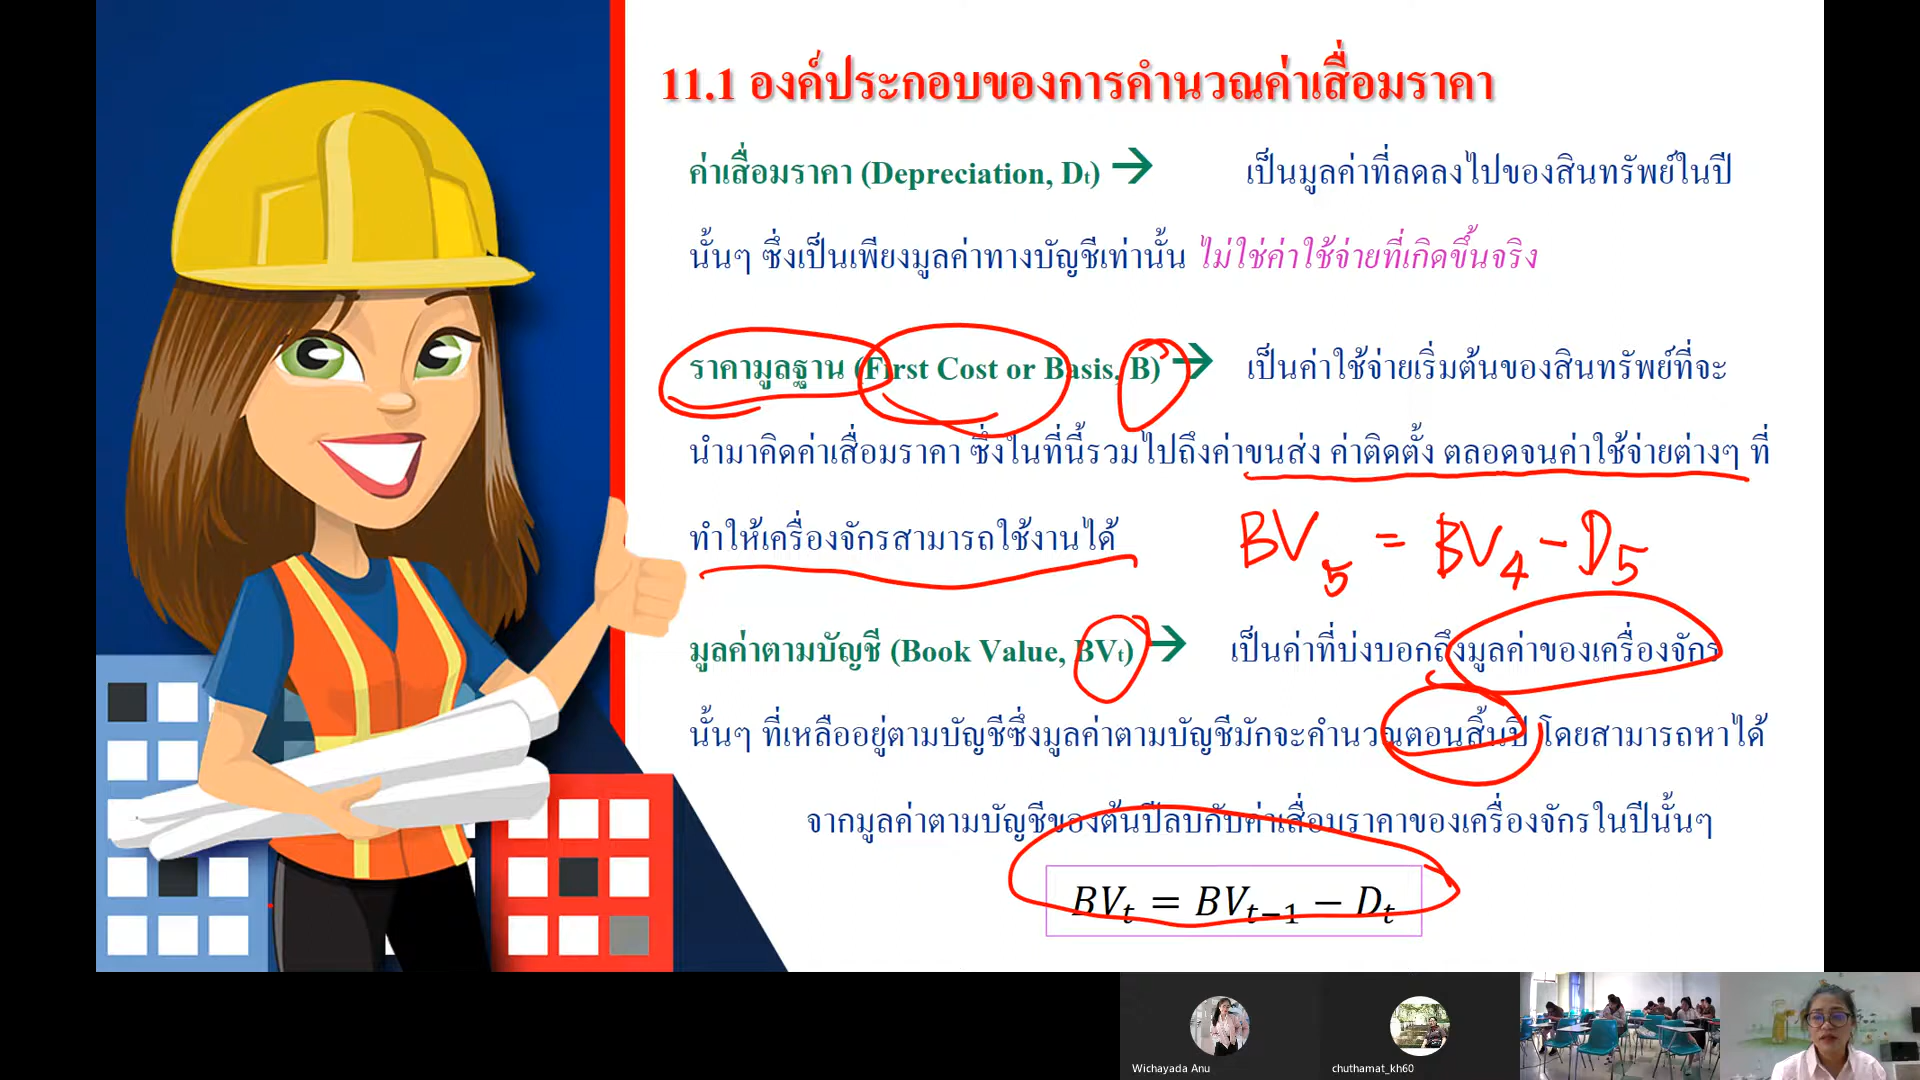 11.1 องค์ประกอบของการคำนวณค่าเสื่อมราคา
ค่าเสื่อมราคา (Depreciation, Dt) → เป็นมูลค่าที่ลดลงไปของสินทรัพย์ในปี
นั้นๆ ซึ่งเป็นเพียงมูลค่าทางบัญชีเท่านั้น ไม่ใช่ค่าใช้จ่ายที่เกิดขึ้นจริง
ราคามูลฐาน (First Cost or Basis, B) → เป็นค่าใช้จ่ายเริ่มต้นของสินทรัพย์ที่จะ
นำมาคิดค่าเสื่อมราคา ซึ่งในที่นี้รวมไปถึงค่าขนส่ง ค่าติดตั้ง ตลอดจนค่าใช้จ่ายต่างๆ ที่
ทำให้เครื่องจักรสามารถใช้งานได้
BV5 = BV4 - D5
มูลค่าตามบัญชี (Book Value, BVt) → เป็นค่าที่บ่งบอกถึงมูลค่าของเครื่องจักร
นั้นๆ ที่เหลืออยู่ตามบัญชีซึ่งมูลค่าตามบัญชีมักจะคำนวณตอนสิ้นปี โดยสามารถหาได้
จากมูลค่าตามบัญชีของต้นปีลบกับค่าเสื่อมราคาของเครื่องจักรในปีนั้นๆ
BVt = BVt−1 − Dt
Wichayada Anu
chuthamat_kh60